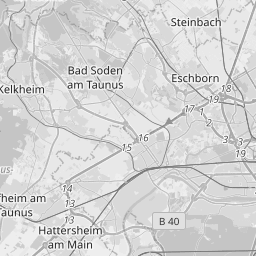 Steinbach
Bad Soden
am Taunus
Eschborn
Kelkheim
18
19
17
1
2
16
3
3
15
19
14
fheim am
Taunus
13
B 40
13
Hattersheim
am Main